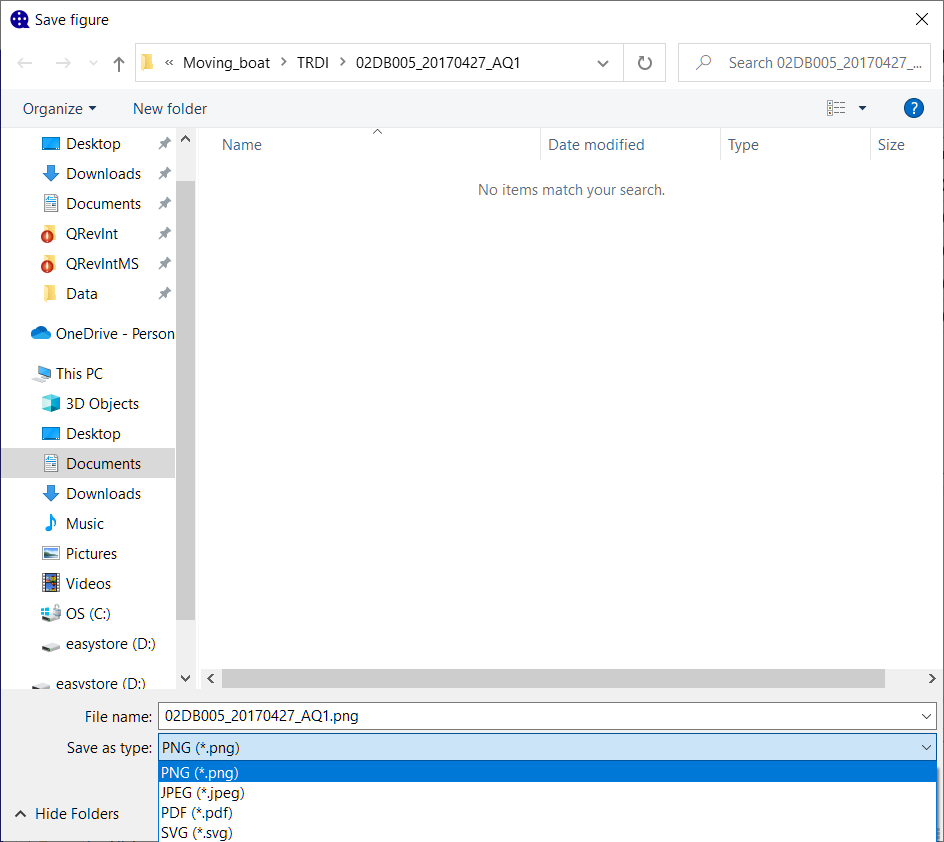 Save figure
« Moving_boat > TRDI > 02DB005_20170427_AQ1
Search 02DB005_20170427_...
Organize
New folder
?
Name
Date modified
Type
Size
No items match your search.
Desktop
Downloads
Documents
QRevInt
QRevIntMS
Data
OneDrive - Person
This PC
3D Objects
Desktop
Documents
Downloads
Music
Pictures
Videos
OS (C:)
easystore (D:)
easystore (D:)
File name: 02DB005_20170427_AQ1.png
Save as type: PNG (*.png)
PNG (*.png)
JPEG (*.jpeg)
PDF (*.pdf)
SVG (*.svg)
Hide Folders